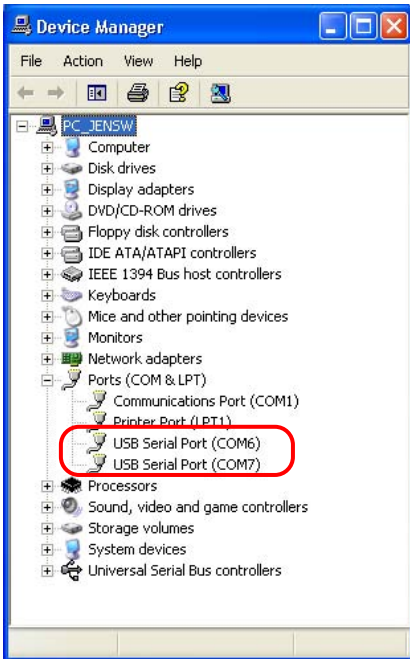 Device Manager
File Action View Help
PC_JENSW
Computer
Disk drives
Display adapters
DVD/CD-ROM drives
Floppy disk controllers
IDE ATA/ATAPI controllers
IEEE 1394 Bus host controllers
Keyboards
Mice and other pointing devices
Monitors
Network adapters
Ports (COM & LPT)
Communications Port (COM1)
Printer Port (LPT1)
USB Serial Port (COM6)
USB Serial Port (COM7)
Processors
Sound, video and game controllers
Storage volumes
System devices
Universal Serial Bus controllers